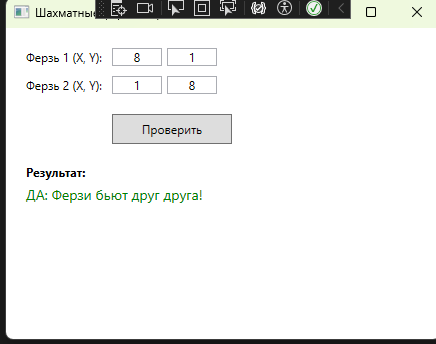 Шахматные
Ферзь 1 (X, Y): 8 1
Ферзь 2 (X, Y): 1 8
Проверить
Результат:
ДА: Ферзи бьют друг друга!